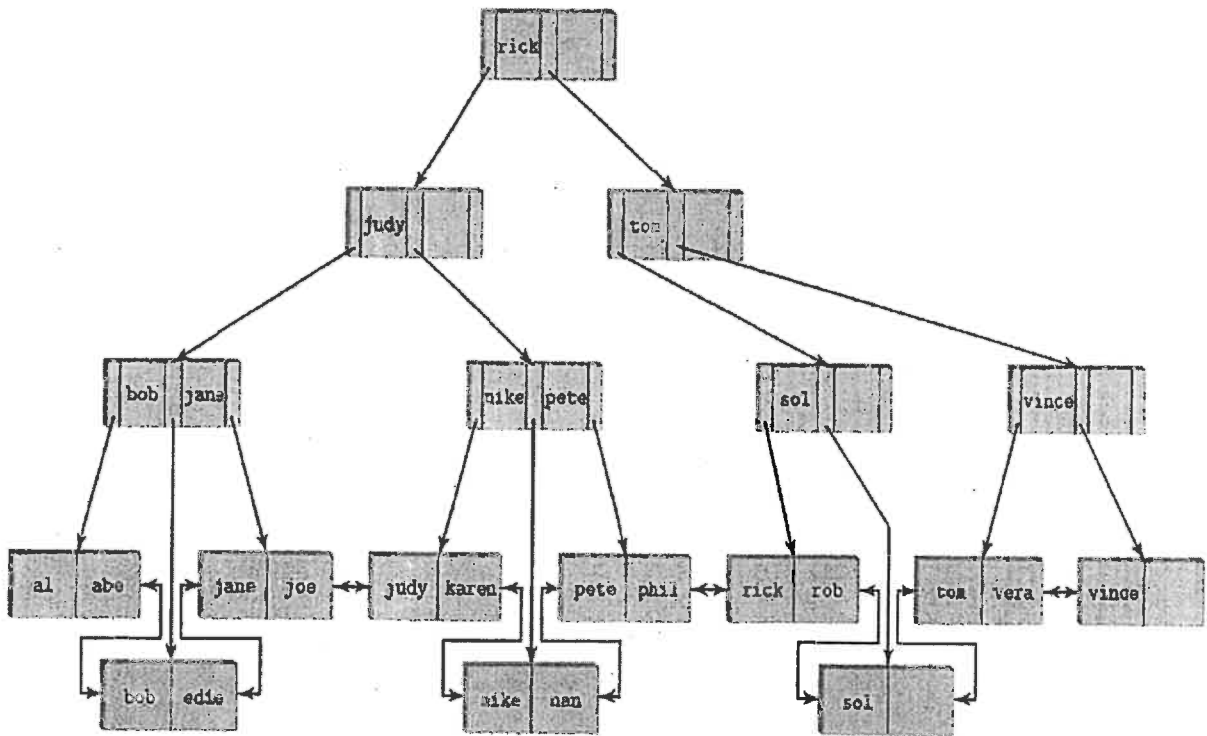 rick
judy tom
bob jane mike pete sol vince
al abe jane joe judy karen pete phil rick rob tom vera vince
bob edie mike nan sol